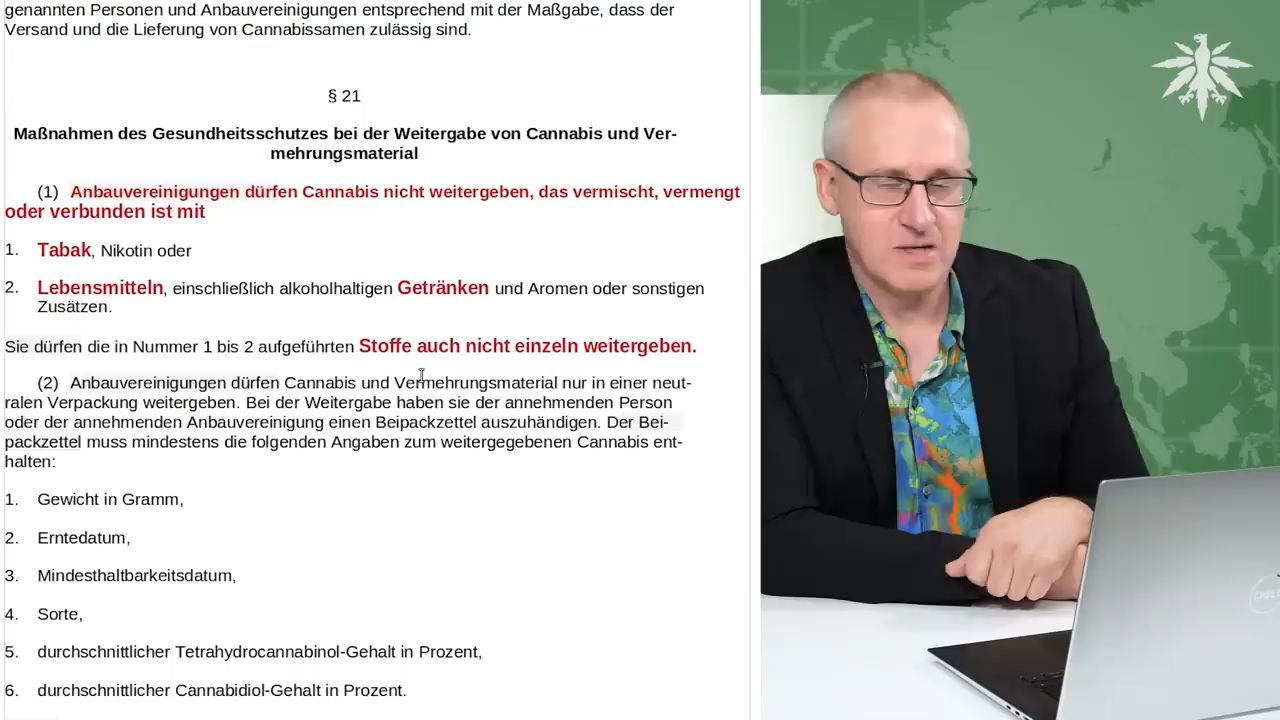 genannten Personen und Anbauvereinigungen entsprechend mit der Maßgabe, dass der
Versand und die Lieferung von Cannabissamen zulässig sind.
§ 21
Maßnahmen des Gesundheitsschutzes bei der Weitergabe von Cannabis und Ver-
mehrungsmaterial
(1) Anbauvereinigungen dürfen Cannabis nicht weitergeben, das vermischt, vermengt
oder verbunden ist mit
1. Tabak, Nikotin oder
2. Lebensmitteln, einschließlich alkoholhaltigen Getränken und Aromen oder sonstigen
Zusätzen.
Sie dürfen die in Nummer 1 bis 2 aufgeführten Stoffe auch nicht einzeln weitergeben.
(2) Anbauvereinigungen dürfen Cannabis und Vermehrungsmaterial nur in einer neut-
ralen Verpackung weitergeben. Bei der Weitergabe haben sie der annehmenden Person
oder der annehmenden Anbauvereinigung einen Beipackzettel auszuhändigen. Der Bei-
packzettel muss mindestens die folgenden Angaben zum weitergegebenen Cannabis ent-
halten:
1. Gewicht in Gramm,
2. Erntedatum,
3. Mindesthaltbarkeitsdatum,
4. Sorte,
5. durchschnittlicher Tetrahydrocannabinol-Gehalt in Prozent,
6. durchschnittlicher Cannabidiol-Gehalt in Prozent.
DELL